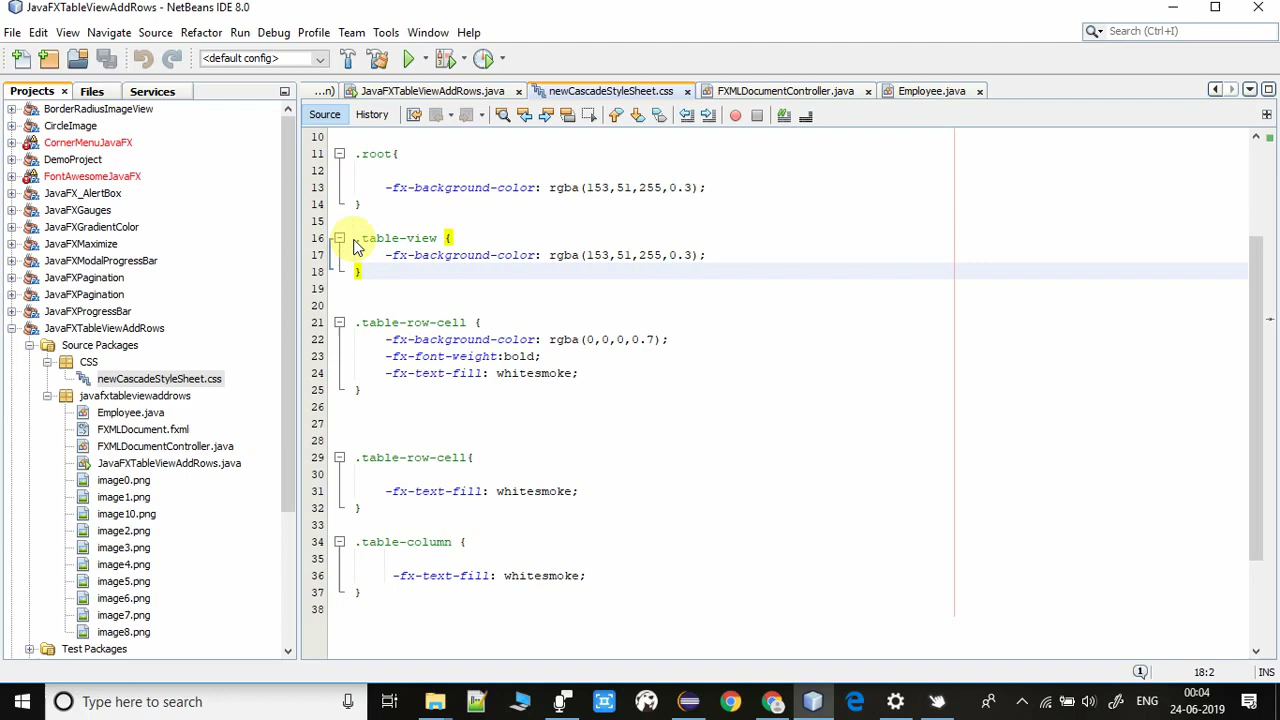 JavaFXTableViewAddRows - NetBeans IDE 8.0
File Edit View Navigate Source Refactor Run Debug Profile Team Tools Window Help
Search (Ctrl+I)
<default config>
Projects Files Services
...n) JavaFXTableViewAddRows.java newCascadeStyleSheet.css FXMLDocumentController.java Employee.java
Source History
BorderRadiusImageView
CircleImage
CornerMenuJavaFX
DemoProject
FontAwesomeJavaFX
JavaFX_AlertBox
JavaFXGauges
JavaFXGradientColor
JavaFXMaximize
JavaFXModalProgressBar
JavaFXPagination
JavaFXPagination
JavaFXProgressBar
JavaFXTableViewAddRows
Source Packages
CSS
newCascadeStyleSheet.css
javafxtableviewaddrows
Employee.java
FXMLDocument.fxml
FXMLDocumentController.java
JavaFXTableViewAddRows.java
image0.png
image1.png
image10.png
image2.png
image3.png
image4.png
image5.png
image6.png
image7.png
image8.png
Test Packages
10
11 .root{
12
13 -fx-background-color: rgba(153,51,255,0.3);
14 }
15
16 .table-view {
17 -fx-background-color: rgba(153,51,255,0.3);
18 }
19
20
21 .table-row-cell {
22 -fx-background-color: rgba(0,0,0,0.7);
23 -fx-font-weight:bold;
24 -fx-text-fill: whitesmoke;
25 }
26
27
28
29 .table-row-cell{
30
31 -fx-text-fill: whitesmoke;
32 }
33
34 .table-column {
35
36 -fx-text-fill: whitesmoke;
37 }
38
1 18:2 INS
Type here to search
ENG
00:04
24-06-2019